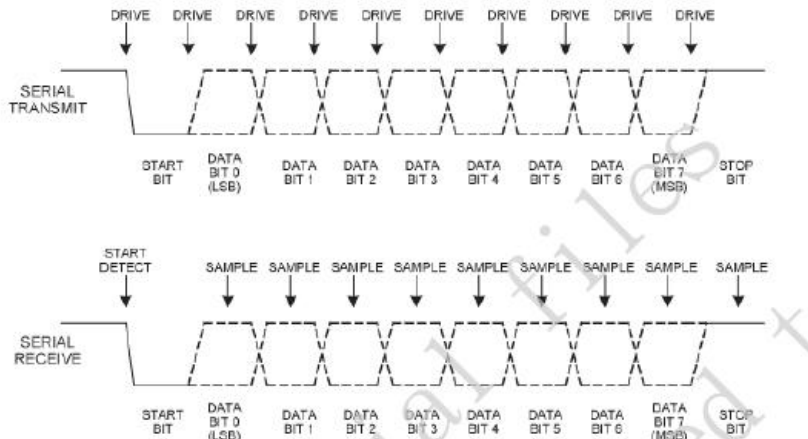 DRIVE DRIVE DRIVE DRIVE DRIVE DRIVE DRIVE DRIVE DRIVE DRIVE
SERIAL
TRANSMIT
START
BIT
DATA
BIT 0
(LSB)
DATA
BIT 1
DATA
BIT 2
DATA
BIT 3
DATA
BIT 4
DATA
BIT 5
DATA
BIT 6
DATA
BIT 7
(MSB)
STOP
BIT
START
DETECT
SAMPLE SAMPLE SAMPLE SAMPLE SAMPLE SAMPLE SAMPLE SAMPLE SAMPLE
SERIAL
RECEIVE
START
BIT
DATA
BIT 0
(LSB)
DATA
BIT 1
DATA
BIT 2
DATA
BIT 3
DATA
BIT 4
DATA
BIT 5
DATA
BIT 6
DATA
BIT 7
(MSB)
STOP
BIT
files